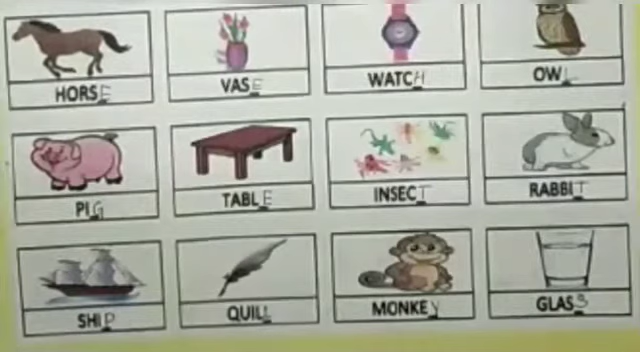 HORSE VASE WATCH OWL
PIG TABLE INSECT RABBIT
SHIP QUILL MONKEY GLASS